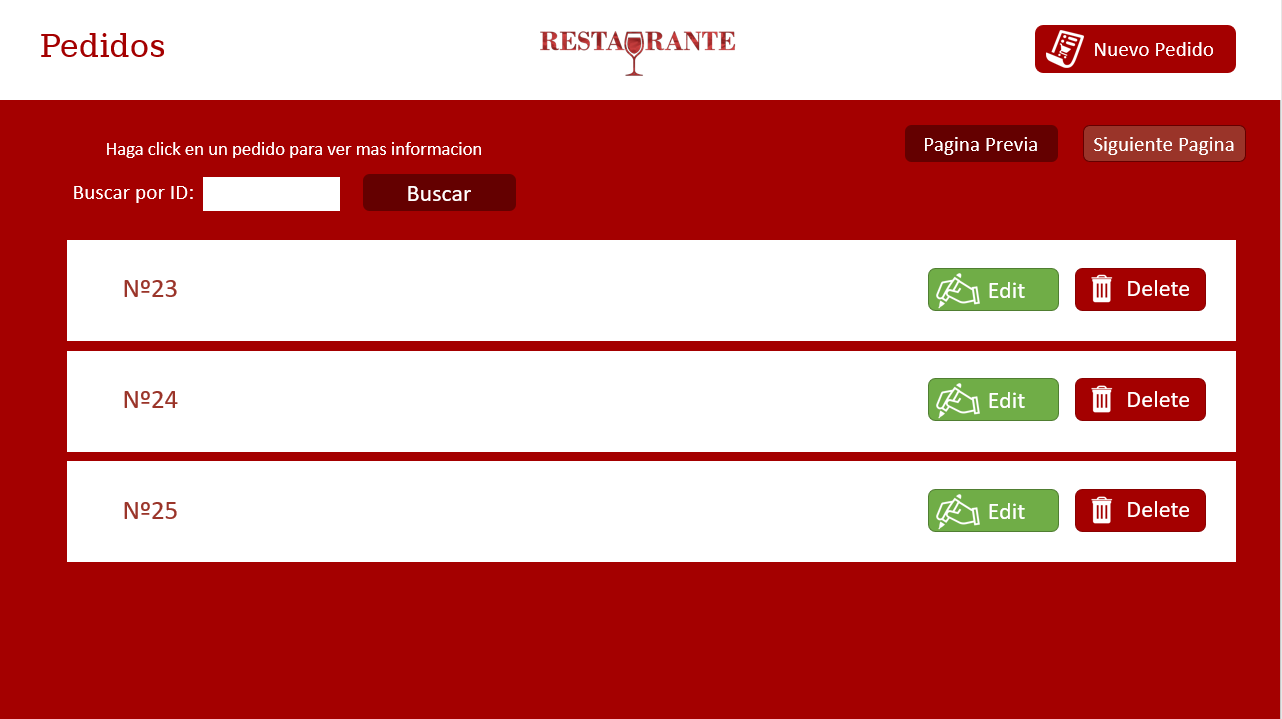 Pedidos
RESTAURANTE
Nuevo Pedido
Haga click en un pedido para ver mas informacion
Pagina Previa
Siguiente Pagina
Buscar por ID:
Buscar
Nº23
Edit
Delete
Nº24
Edit
Delete
Nº25
Edit
Delete